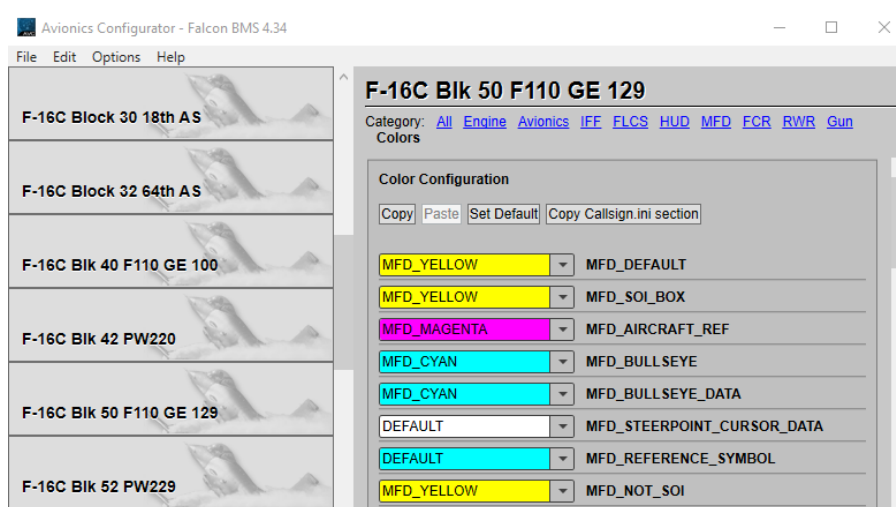 Avionics Configurator - Falcon BMS 4.34
File Edit Options Help
F-16C Block 30 18th AS
F-16C Block 32 64th AS
F-16C Blk 40 F110 GE 100
F-16C Blk 42 PW220
F-16C Blk 50 F110 GE 129
F-16C Blk 52 PW229
F-16C Blk 50 F110 GE 129
Category: All Engine Avionics IFF FLCS HUD MFD FCR RWR Gun
Colors
Color Configuration
Copy Paste Set Default Copy Callsign.ini section
MFD_YELLOW MFD_DEFAULT
MFD_YELLOW MFD_SOI_BOX
MFD_MAGENTA MFD_AIRCRAFT_REF
MFD_CYAN MFD_BULLSEYE
MFD_CYAN MFD_BULLSEYE_DATA
DEFAULT MFD_STEERPOINT_CURSOR_DATA
DEFAULT MFD_REFERENCE_SYMBOL
MFD_YELLOW MFD_NOT_SOI